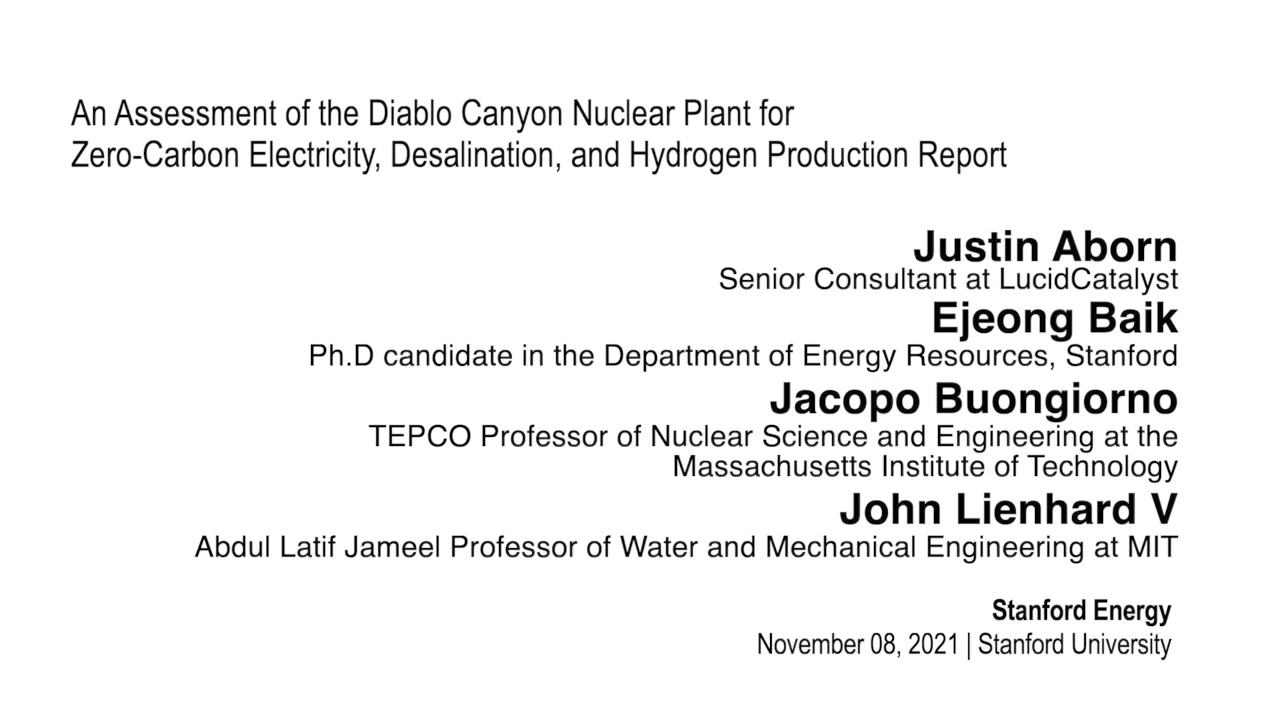 An Assessment of the Diablo Canyon Nuclear Plant for
Zero-Carbon Electricity, Desalination, and Hydrogen Production Report
Justin Aborn
Senior Consultant at LucidCatalyst
Ejeong Baik
Ph.D candidate in the Department of Energy Resources, Stanford
Jacopo Buongiorno
TEPCO Professor of Nuclear Science and Engineering at the
Massachusetts Institute of Technology
John Lienhard V
Abdul Latif Jameel Professor of Water and Mechanical Engineering at MIT
Stanford Energy
November 08, 2021 | Stanford University